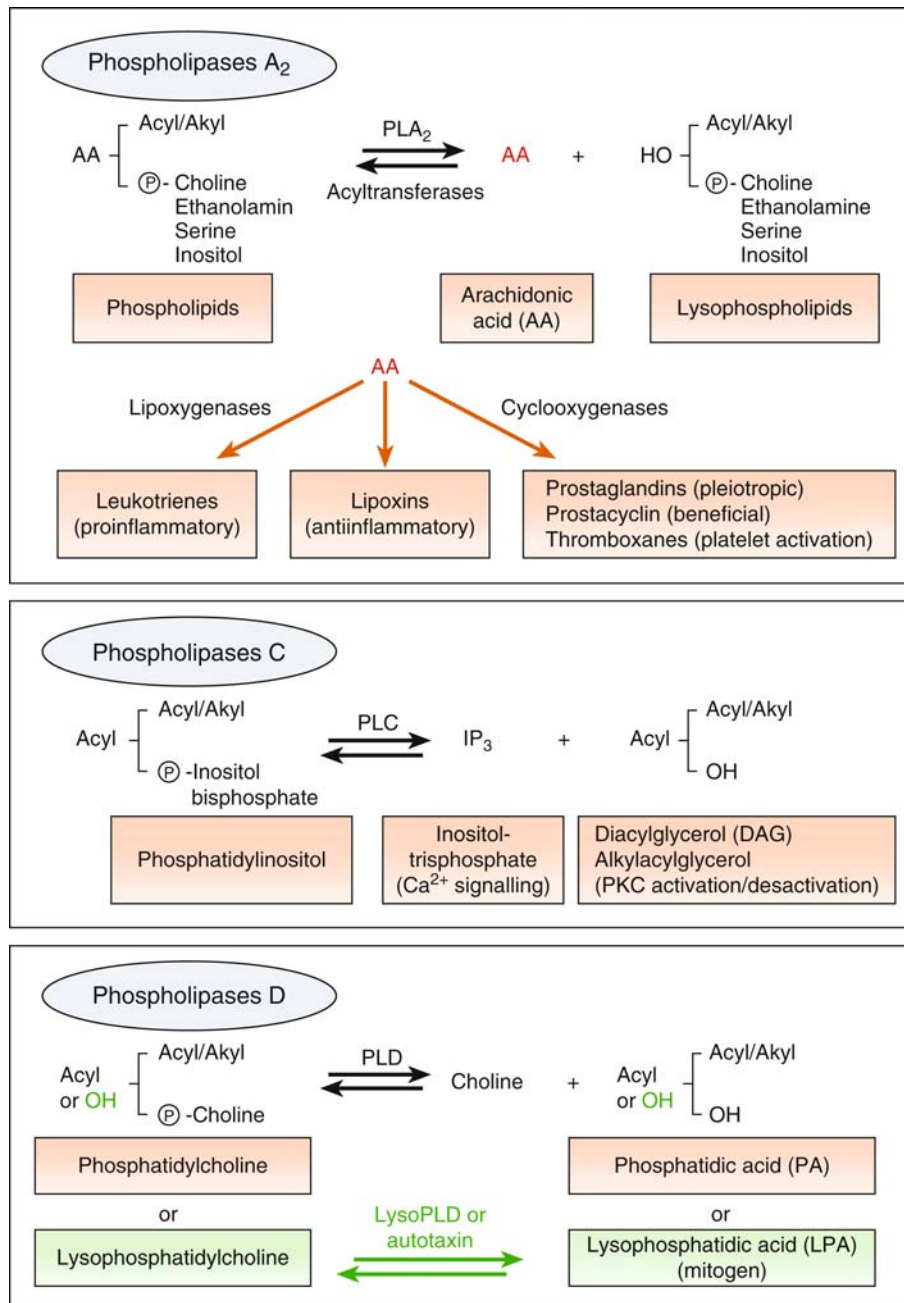 Phospholipases A₂
Acyl/Akyl
AA
Ⓟ- Choline
Ethanolamin
Serine
Inositol
PLA₂
Acyltransferases
AA
+
Acyl/Akyl
HO
Ⓟ- Choline
Ethanolamine
Serine
Inositol
Phospholipids
Arachidonic
acid (AA)
Lysophospholipids
AA
Lipoxygenases
Cyclooxygenases
Leukotrienes
(proinflammatory)
Lipoxins
(antiinflammatory)
Prostaglandins (pleiotropic)
Prostacyclin (beneficial)
Thromboxanes (platelet activation)
Phospholipases C
Acyl/Akyl
Acyl
Ⓟ -Inositol
bisphosphate
PLC
IP₃
+
Acyl/Akyl
Acyl
OH
Phosphatidylinositol
Inositol-
trisphosphate
(Ca²⁺ signalling)
Diacylglycerol (DAG)
Alkylacylglycerol
(PKC activation/desactivation)
Phospholipases D
Acyl/Akyl
Acyl
or OH
Ⓟ -Choline
PLD
Choline
+
Acyl/Akyl
Acyl
or OH
OH
Phosphatidylcholine
Phosphatidic acid (PA)
or
LysoPLD or
autotaxin
or
Lysophosphatidylcholine
Lysophosphatidic acid (LPA)
(mitogen)